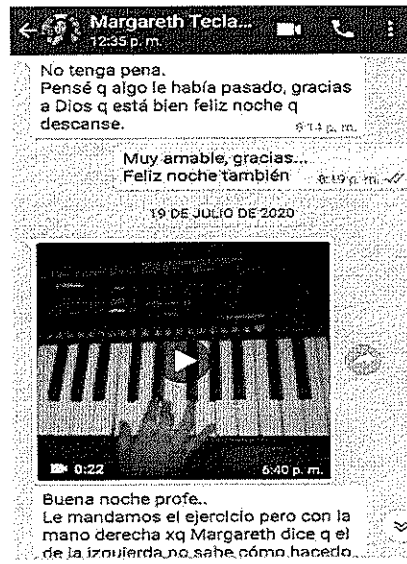 Margareth Tecla...
12:35 p. m.
No tenga pena.
Pensé q algo le había pasado, gracias
a Dios q está bien feliz noche q
descanse.
Muy amable, gracias...
Feliz noche también
19 DE JULIO DE 2020
0:22
6:40 p. m.
Buena noche profe..
Le mandamos el ejercicio pero con la
mano derecha xq Margareth dice q el
de la izquierda no sabe cómo hacerlo